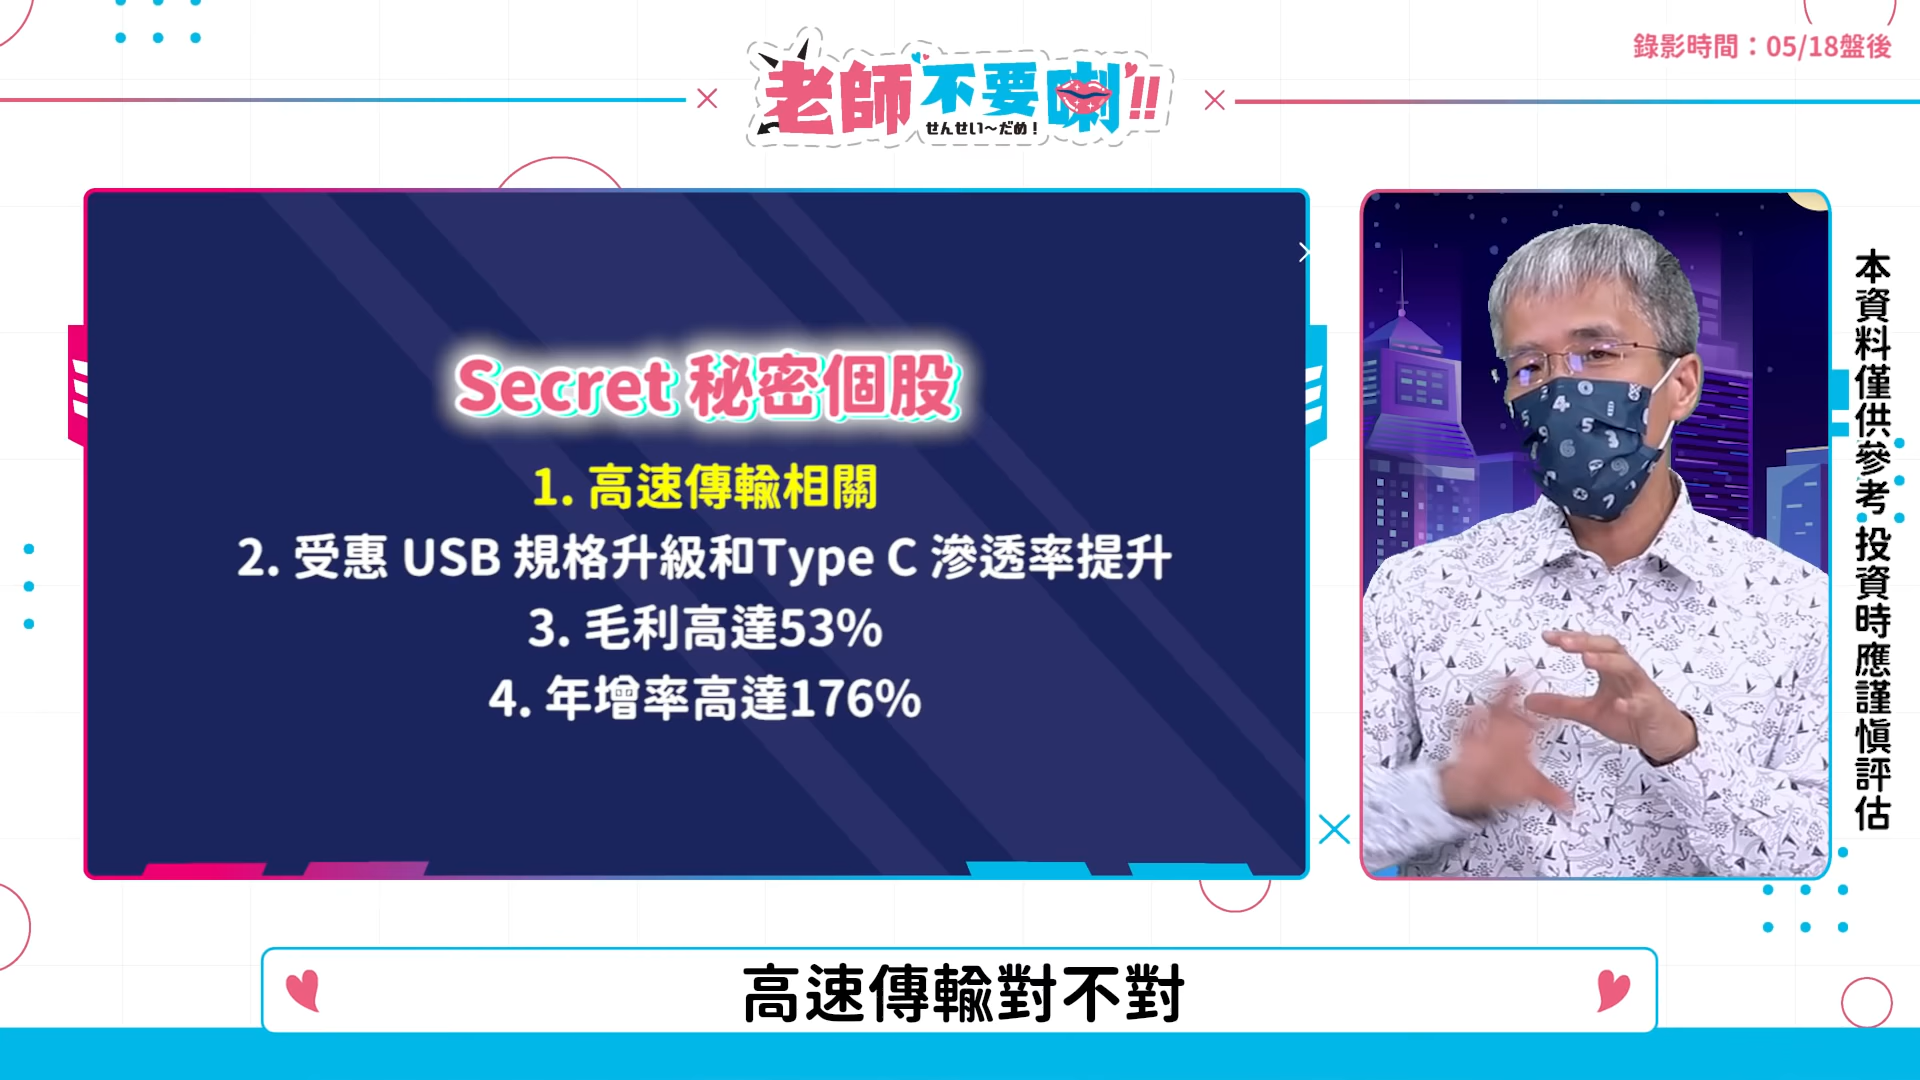 錄影時間：05/18盤後
老師不要喇!!
せんせい～だめ！
Secret 秘密個股
1. 高速傳輸相關
2. 受惠 USB 規格升級和Type C 滲透率提升
3. 毛利高達53%
4. 年增率高達176%
本資料僅供參考 投資時應謹慎評估
高速傳輸對不對